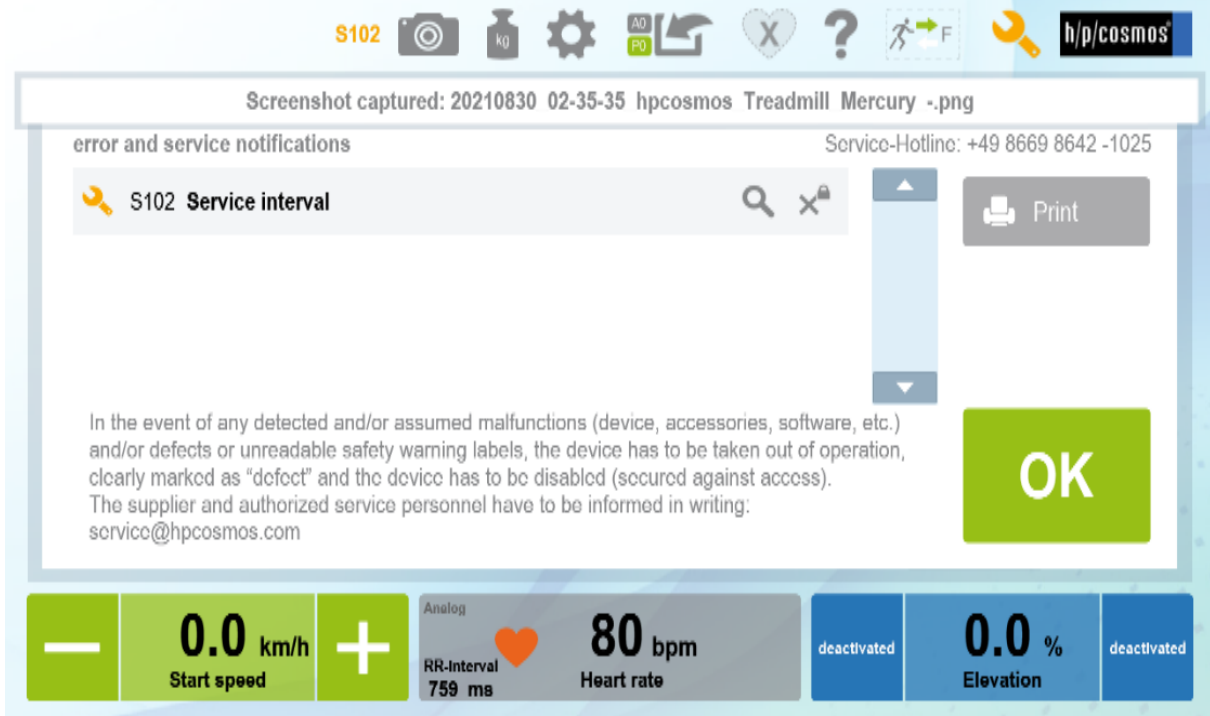 S102
kg
A0
P0
X
?
F
h/p/cosmos®
Screenshot captured: 20210830 02-35-35 hpcosmos Treadmill Mercury -.png
error and service notifications
Service-Hotline: +49 8669 8642 -1025
S102 Service interval
Print
In the event of any detected and/or assumed malfunctions (device, accessories, software, etc.)
and/or defects or unreadable safety warning labels, the device has to be taken out of operation,
clearly marked as “defect” and the device has to be disabled (secured against access).
The supplier and authorized service personnel have to be informed in writing:
service@hpcosmos.com
OK
0.0 km/h
Start speed
Analog
RR-Interval
759 ms
80 bpm
Heart rate
deactivated
0.0 %
Elevation
deactivated